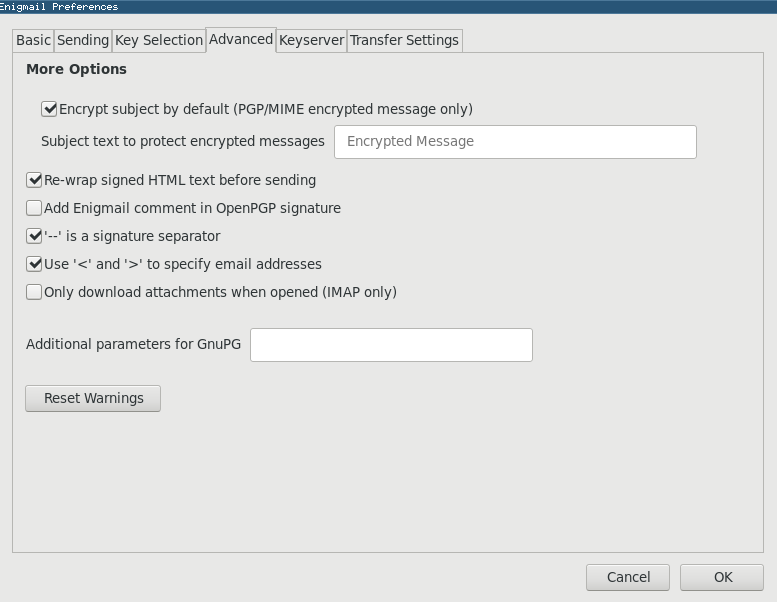 Enigmail Preferences
Basic Sending Key Selection Advanced Keyserver Transfer Settings
More Options
Encrypt subject by default (PGP/MIME encrypted message only)
Subject text to protect encrypted messages Encrypted Message
Re-wrap signed HTML text before sending
Add Enigmail comment in OpenPGP signature
'--' is a signature separator
Use '<' and '>' to specify email addresses
Only download attachments when opened (IMAP only)
Additional parameters for GnuPG
Reset Warnings
Cancel OK